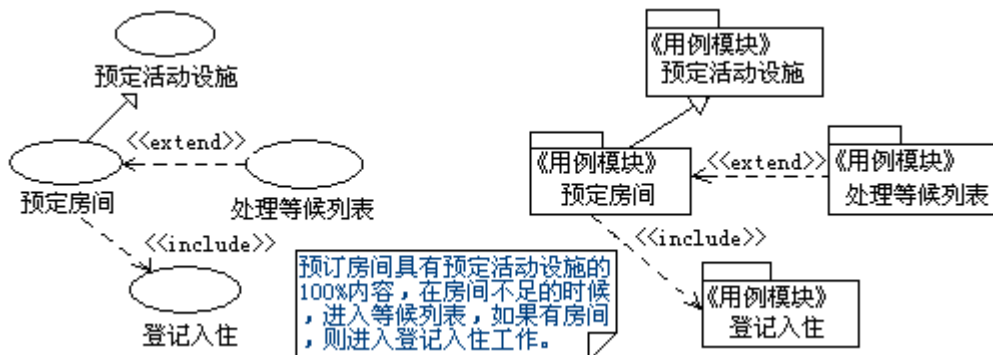 预定活动设施
<<extend>>
预定房间
处理等候列表
<<include>>
登记入住
预订房间具有预定活动设施的
100%内容，在房间不足的时候
，进入等候列表，如果有房间
，则进入登记入住工作。
《用例模块》
预定活动设施
《用例模块》
预定房间
<<extend>>
《用例模块》
处理等候列表
<<include>>
《用例模块》
登记入住